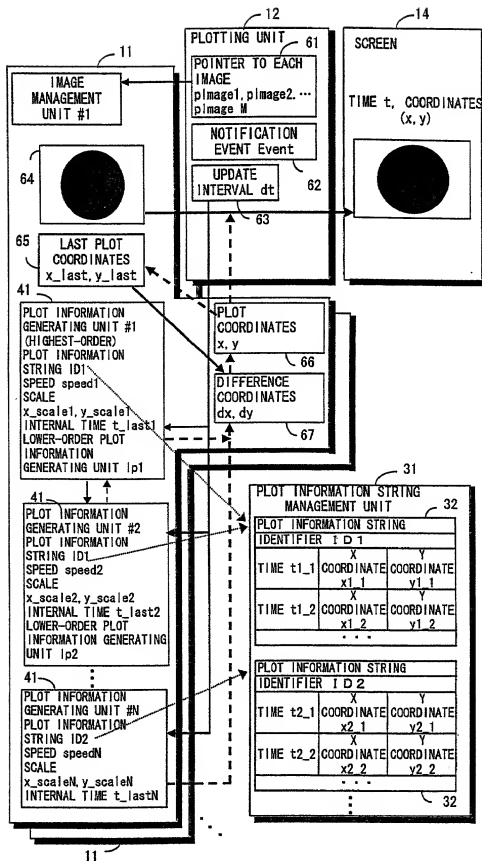 12
14
PLOTTING UNIT
61
POINTER TO EACH
IMAGE
pImage1, pImage2. ...
pImage M
NOTIFICATION
EVENT Event
62
UPDATE
INTERVAL dt
63
SCREEN
TIME t, COORDINATES
(x, y)
11
IMAGE
MANAGEMENT
UNIT #1
64
65
LAST PLOT
COORDINATES
x_last, y_last
41
PLOT INFORMATION
GENERATING UNIT #1
(HIGHEST-ORDER)
PLOT INFORMATION
STRING ID1
SPEED speed1
SCALE
x_scale1, y_scale1
INTERNAL TIME t_last1
LOWER-ORDER PLOT
INFORMATION
GENERATING UNIT lp1
PLOT
COORDINATES
x, y
66
DIFFERENCE
COORDINATES
dx, dy
67
41
PLOT INFORMATION
GENERATING UNIT #2
PLOT INFORMATION
STRING ID1
SPEED speed2
SCALE
x_scale2, y_scale2
INTERNAL TIME t_last2
LOWER-ORDER PLOT
INFORMATION GENERATING
UNIT lp2
41
PLOT INFORMATION
GENERATING UNIT #N
PLOT INFORMATION
STRING ID2
SPEED speedN
SCALE
x_scaleN, y_scaleN
INTERNAL TIME t_lastN
11
31
PLOT INFORMATION STRING
MANAGEMENT UNIT
32
PLOT INFORMATION STRING
IDENTIFIER ID1
TIME t1_1 X COORDINATE x1_1 Y COORDINATE y1_1
TIME t1_2 X COORDINATE x1_2 Y COORDINATE y1_2
...
PLOT INFORMATION STRING
IDENTIFIER ID2
TIME t2_1 X COORDINATE x2_1 Y COORDINATE y2_1
TIME t2_2 X COORDINATE x2_2 Y COORDINATE y2_2
...
32